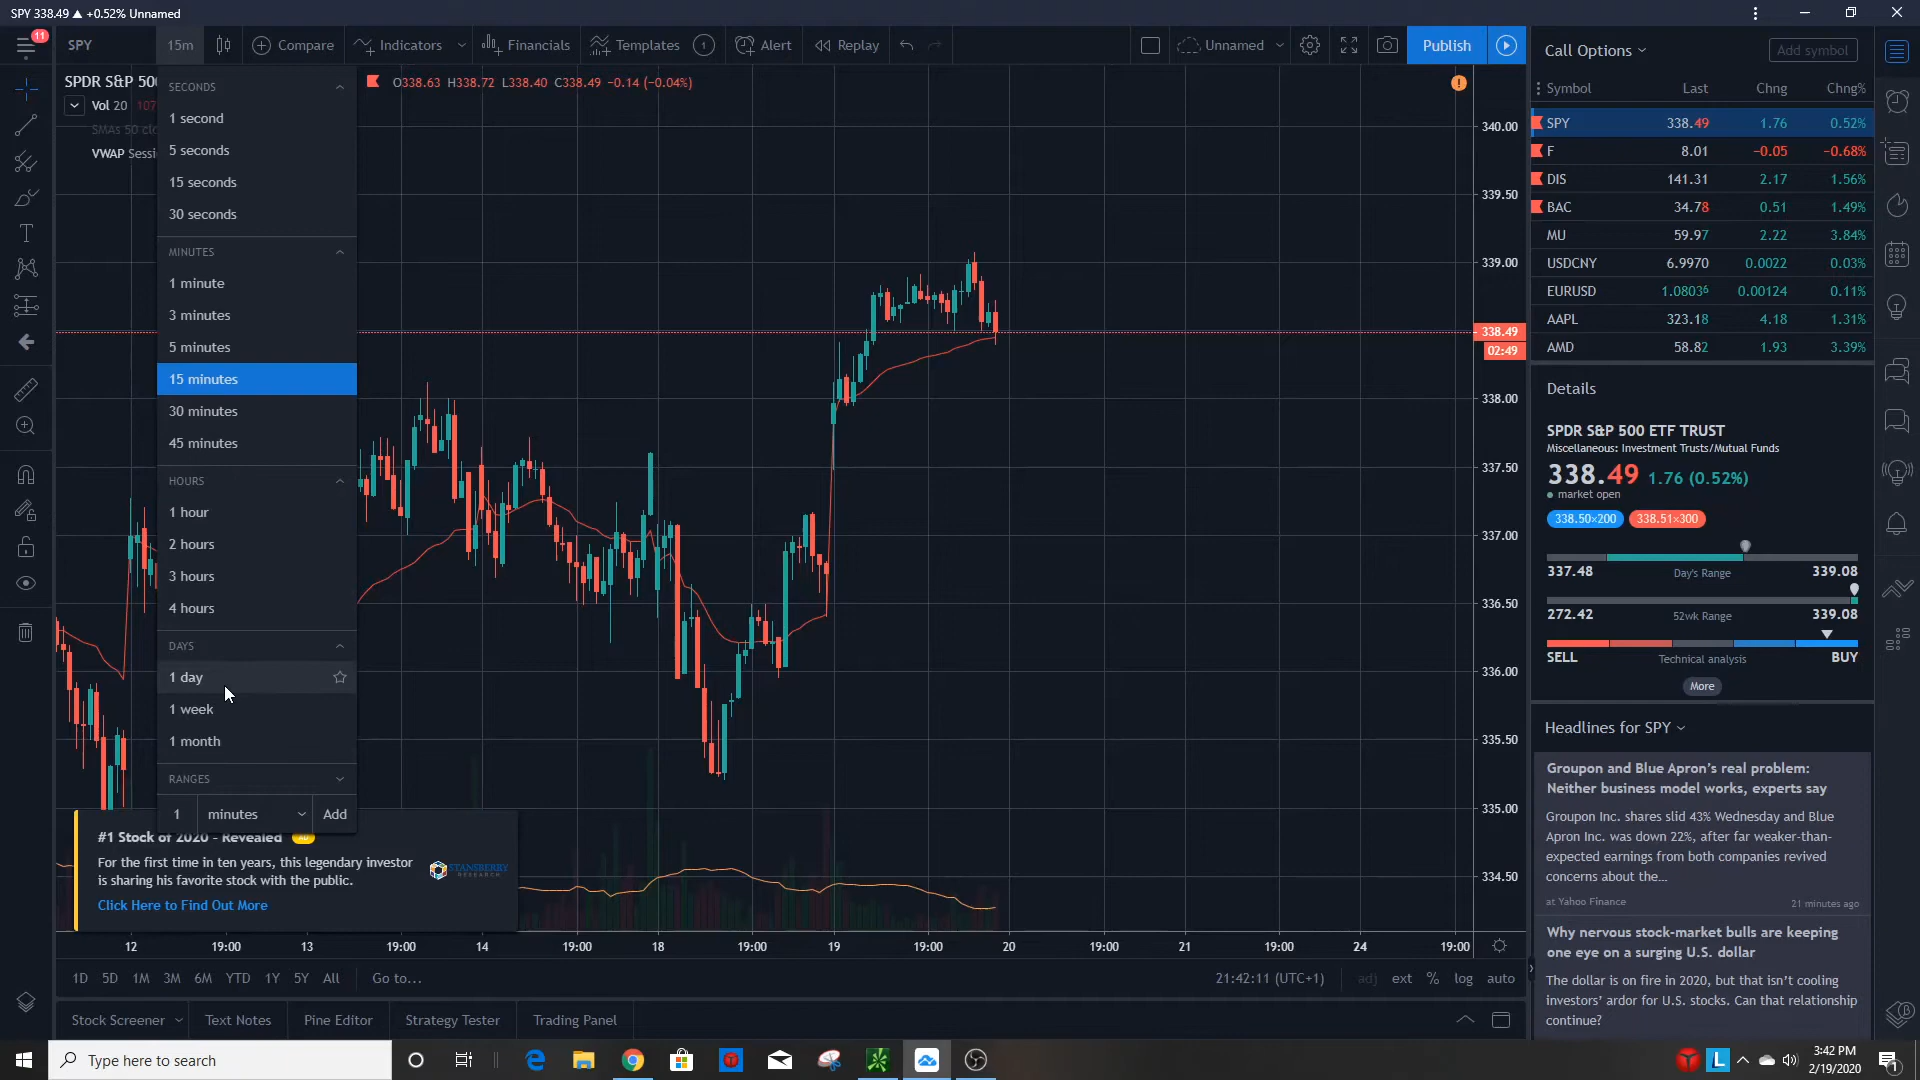 SPY 338.49 ▲ +0.52% Unnamed
11
SPY
15m
Compare
Indicators
Financials
Templates
1
Alert
Replay
Unnamed
Publish
SPDR S&P 500
O338.63 H338.72 L338.40 C338.49 −0.14 (−0.04%)
Vol 20
SMAs 50
VWAP
SECONDS
1 second
5 seconds
15 seconds
30 seconds
MINUTES
1 minute
3 minutes
5 minutes
15 minutes
30 minutes
45 minutes
HOURS
1 hour
2 hours
3 hours
4 hours
DAYS
1 day
1 week
1 month
RANGES
1 minutes Add
#1 Stock of 2020 - Revealed
For the first time in ten years, this legendary investor
is sharing his favorite stock with the public.
Click Here to Find Out More
STANSBERRY
RESEARCH
340.00
339.50
339.00
338.49
02:49
338.00
337.50
337.00
336.50
336.00
335.50
335.00
334.50
12 19:00 13 19:00 14 19:00 18 19:00 19 19:00 20 19:00 21 19:00 24 19:00
1D 5D 1M 3M 6M YTD 1Y 5Y All Go to...
21:42:11 (UTC+1) adj ext % log auto
Stock Screener Text Notes Pine Editor Strategy Tester Trading Panel
Call Options
Add symbol
Symbol Last Chng Chng%
SPY 338.49 1.76 0.52%
F 8.01 −0.05 −0.68%
DIS 141.31 2.17 1.56%
BAC 34.78 0.51 1.49%
MU 59.97 2.22 3.84%
USDCNY 6.9970 0.0022 0.03%
EURUSD 1.08036 0.00124 0.11%
AAPL 323.18 4.18 1.31%
AMD 58.82 1.93 3.39%
Details
SPDR S&P 500 ETF TRUST
Miscellaneous: Investment Trusts/Mutual Funds
338.49 1.76 (0.52%)
market open
338.50×200 338.51×300
337.48 Day's Range 339.08
272.42 52wk Range 339.08
SELL Technical analysis BUY
More
Headlines for SPY
Groupon and Blue Apron's real problem:
Neither business model works, experts say
Groupon Inc. shares slid 43% Wednesday and Blue
Apron Inc. was down 22%, after far weaker-than-
expected earnings from both companies revived
concerns about the...
at Yahoo Finance 21 minutes ago
Why nervous stock-market bulls are keeping
one eye on a surging U.S. dollar
The dollar is on fire in 2020, but that isn't cooling
investors' ardor for U.S. stocks. Can that relationship
continue?
Type here to search
3:42 PM
2/19/2020
1